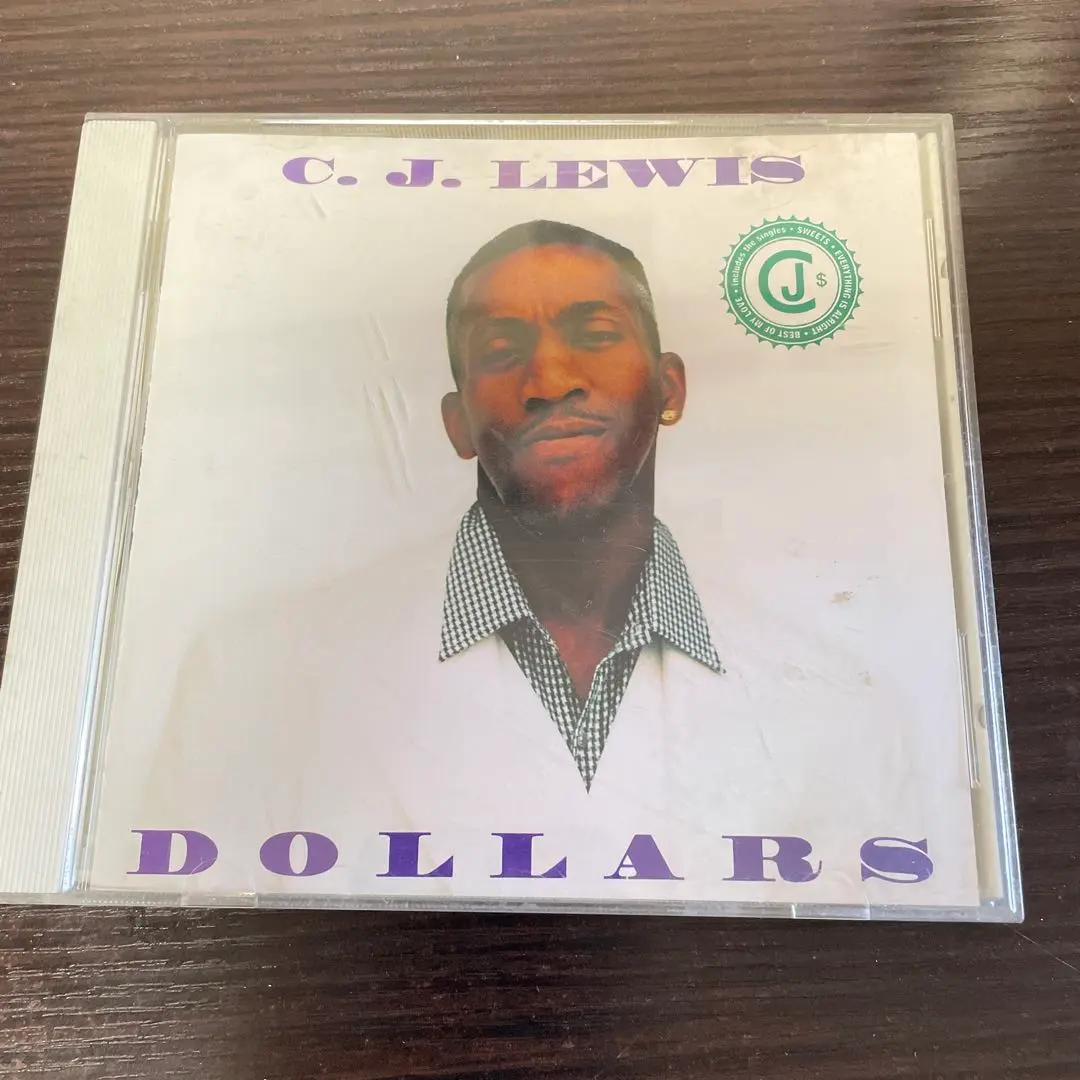 C. J. LEWIS
includes the singles • SWEETS • EVERYTHING IS ALRIGHT • BEST OF MY LOVE •
CJ $
DOLLARS